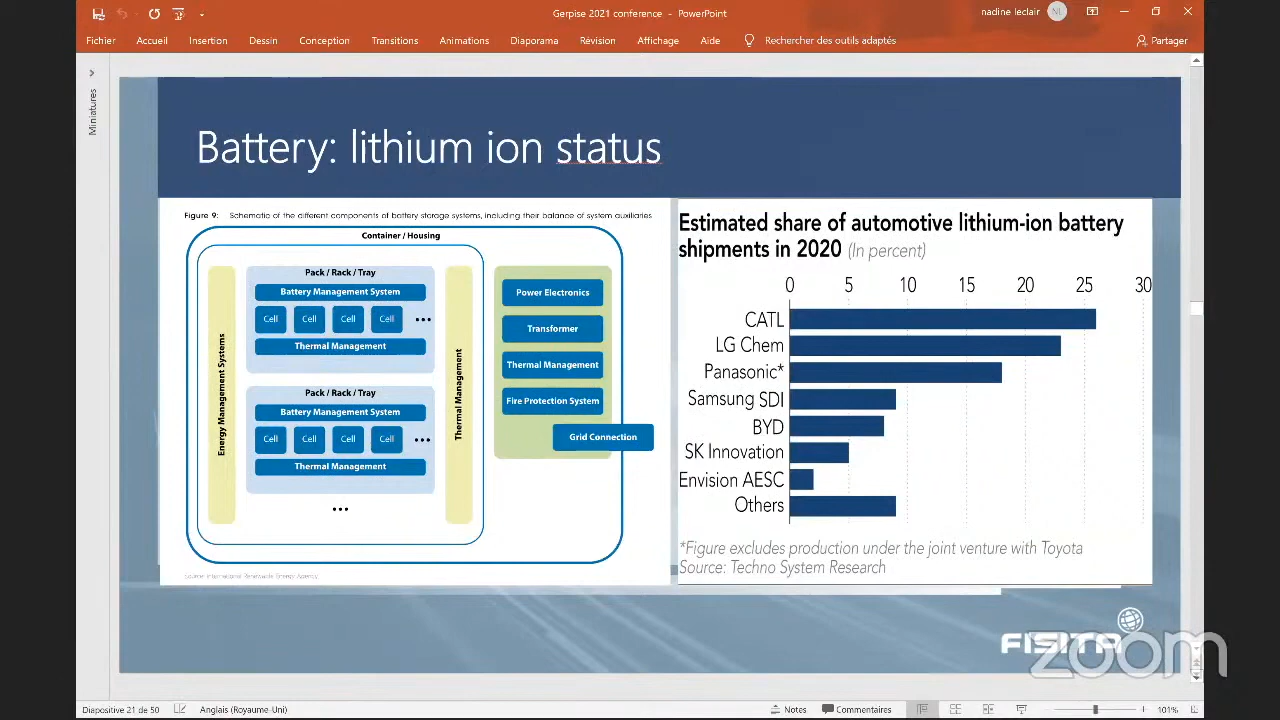 Gerpise 2021 conference - PowerPoint
nadine leclair
NL
Fichier Accueil Insertion Dessin Conception Transitions Animations Diaporama Révision Affichage Aide Rechercher des outils adaptés Partager
Miniatures
Battery: lithium ion status
Figure 9: Schematic of the different components of battery storage systems, including their balance of system auxiliaries
Container / Housing
Energy Management Systems
Pack / Rack / Tray
Battery Management System
Cell Cell Cell Cell ...
Thermal Management
Pack / Rack / Tray
Battery Management System
Cell Cell Cell Cell ...
Thermal Management
...
Thermal Management
Power Electronics
Transformer
Thermal Management
Fire Protection System
Grid Connection
Source: International Renewable Energy Agency
Estimated share of automotive lithium-ion battery
shipments in 2020 (In percent)
0 5 10 15 20 25 30
CATL
LG Chem
Panasonic*
Samsung SDI
BYD
SK Innovation
Envision AESC
Others
*Figure excludes production under the joint venture with Toyota
Source: Techno System Research
FISITA
zoom
Diapositive 21 de 50 Anglais (Royaume-Uni) Notes Commentaires 101%